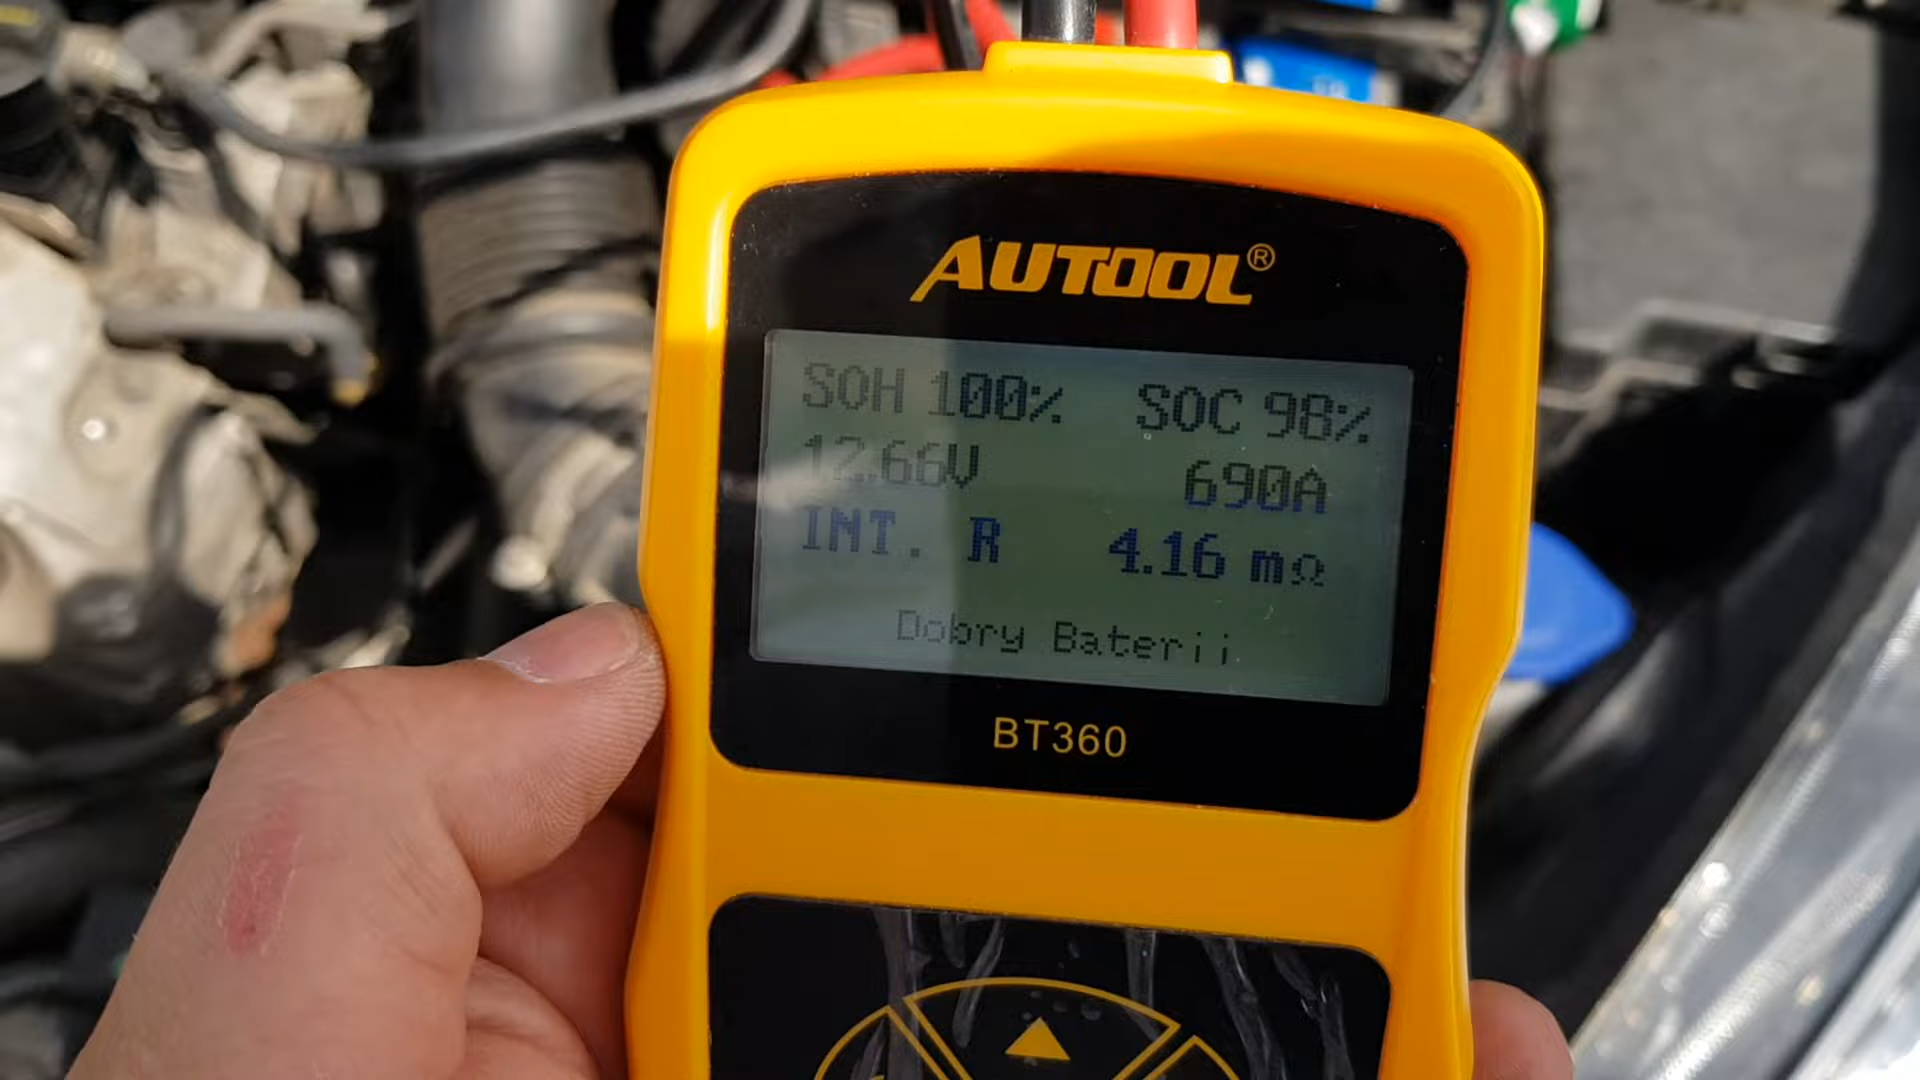 AUTOOL®
SOH 100% SOC 98%
12.66V 690A
INT. R 4.16 mΩ
Dobry Baterii
BT360